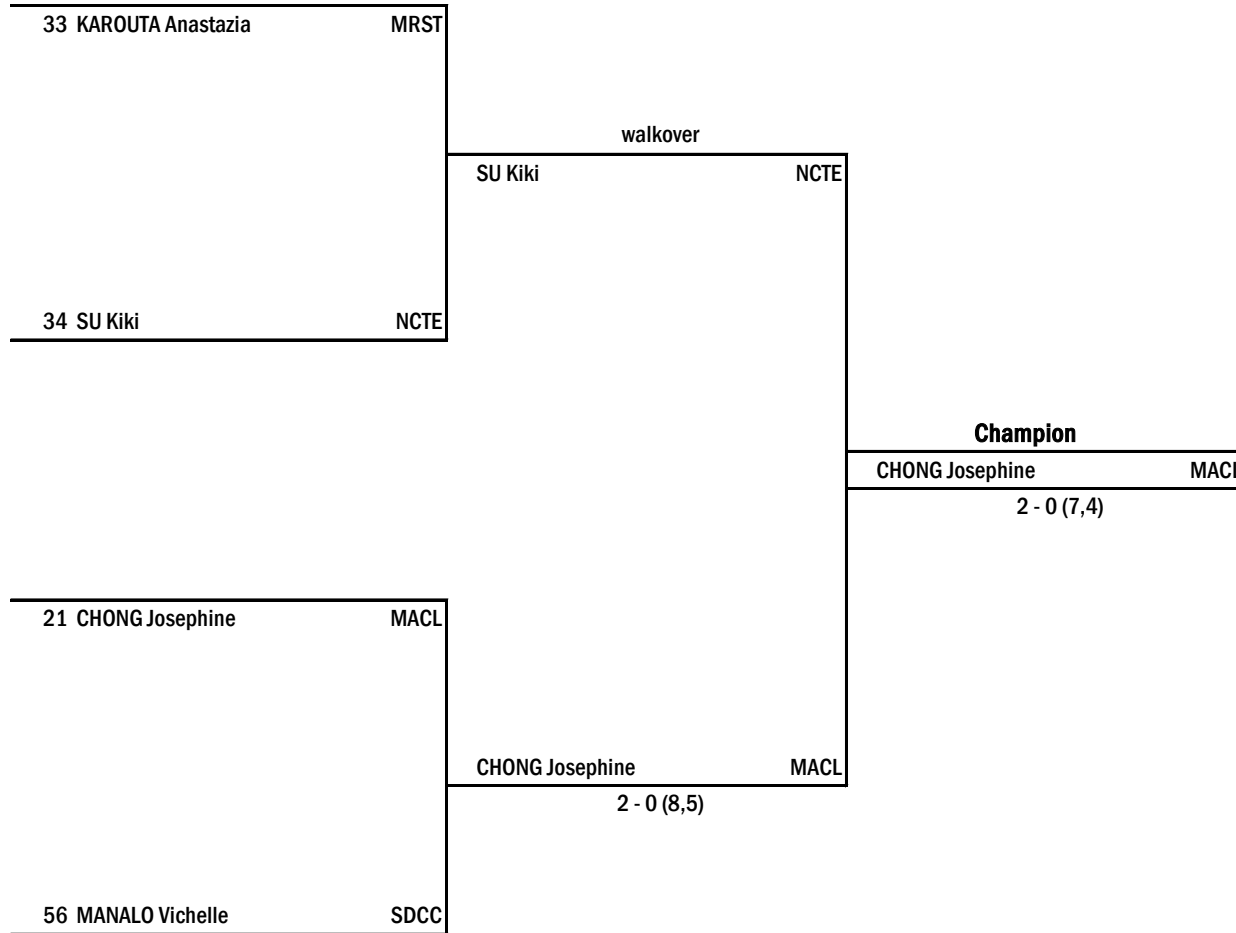 33 KAROUTA Anastazia MRST
walkover
SU Kiki NCTE
34 SU Kiki NCTE
Champion
CHONG Josephine MACL
2 - 0 (7,4)
21 CHONG Josephine MACL
CHONG Josephine MACL
2 - 0 (8,5)
56 MANALO Vichelle SDCC